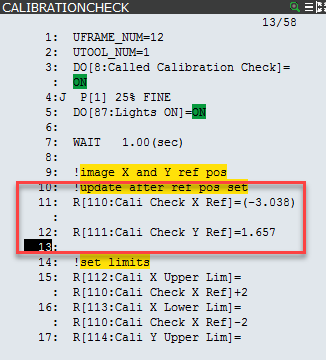 CALIBRATIONCHECK
13/58
1: UFRAME_NUM=12
2: UTOOL_NUM=1
3: DO[8:Called Calibration Check]=
: ON
4:J P[1] 25% FINE
5: DO[87:Lights ON]=ON
6:
7: WAIT 1.00(sec)
8:
9: !image X and Y ref pos
10: !update after ref pos set
11: R[110:Cali Check X Ref]=(-3.038)
:
12: R[111:Cali Check Y Ref]=1.657
13:
14: !set limits
15: R[112:Cali X Upper Lim]=
: R[110:Cali Check X Ref]+2
16: R[113:Cali X Lower Lim]=
: R[110:Cali Check X Ref]-2
17: R[114:Cali Y Upper Lim]=